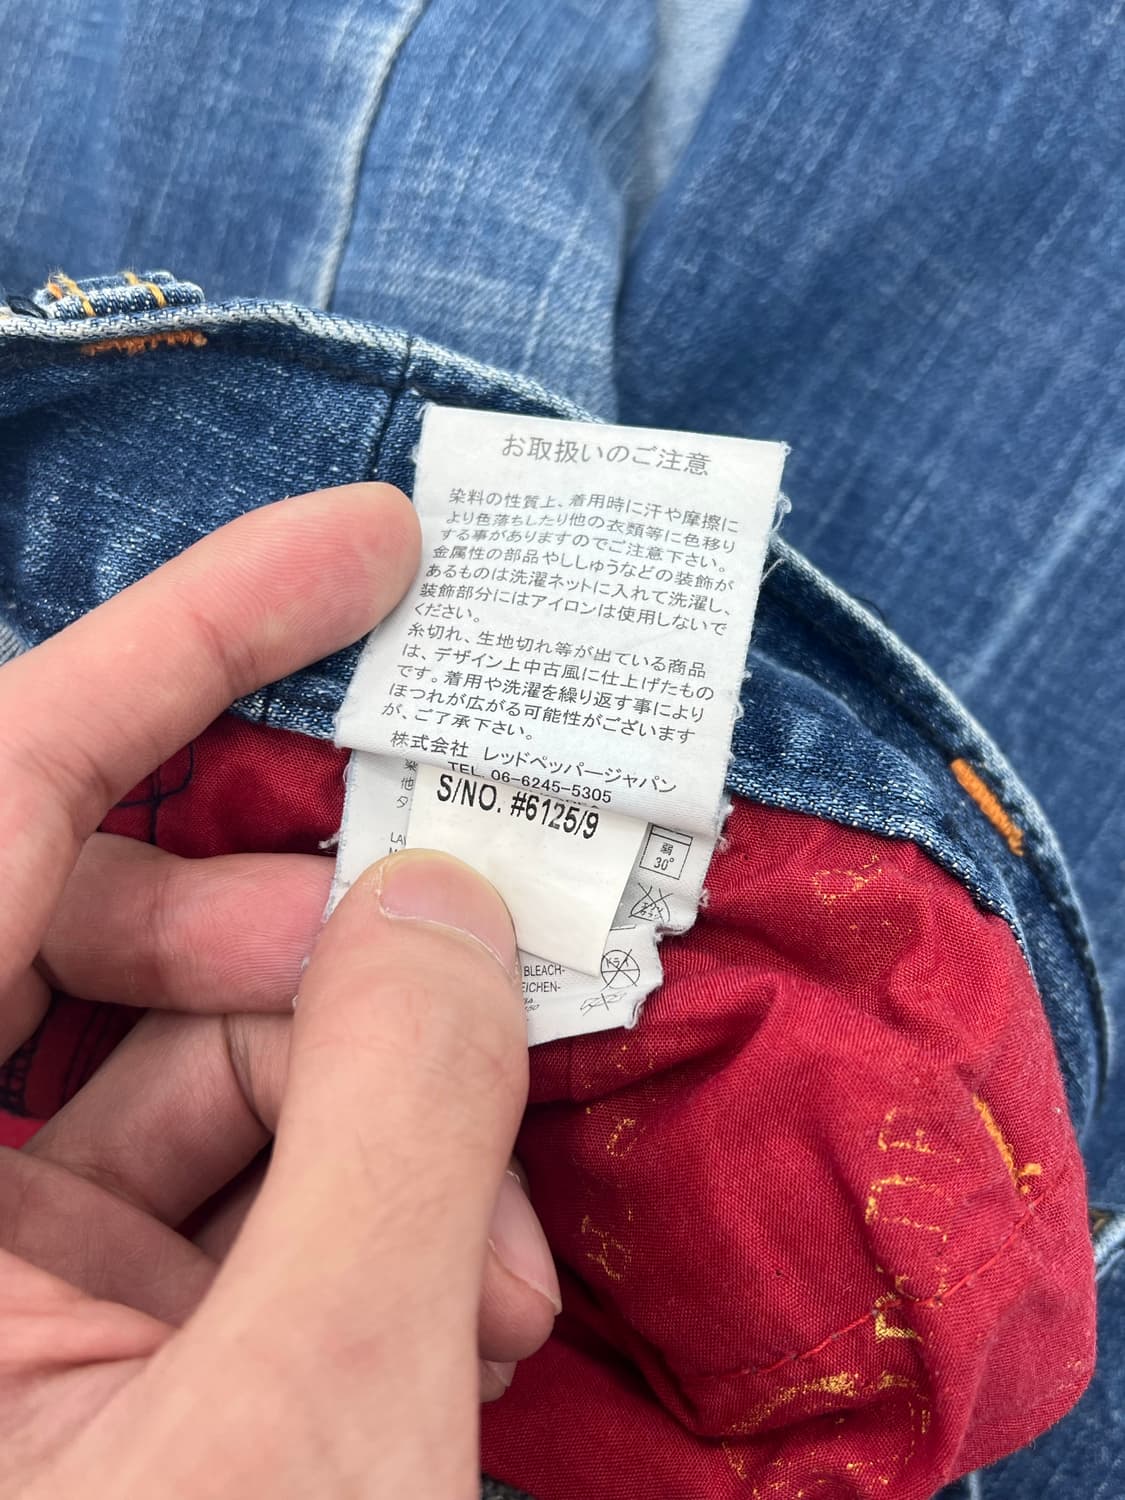 お取扱いのご注意
染料の性質上、着用時に汗や摩擦に
より色落ちしたり他の衣類等に色移り
する事がありますのでご注意下さい。
金属性の部品やししゅうなどの装飾が
あるものは洗濯ネットに入れて洗濯し、
装飾部分にはアイロンは使用しないで
ください。
糸切れ、生地切れ等が出ている商品
は、デザイン上中古風に仕上げたもの
です。着用や洗濯を繰り返す事により
ほつれが広がる可能性がございます
が、ご了承下さい。
株式会社 レッドペッパージャパン
TEL. 06-6245-5305
S/NO. #6125/9
弱
30°
ドライ
BLEACH-
EICHEN-